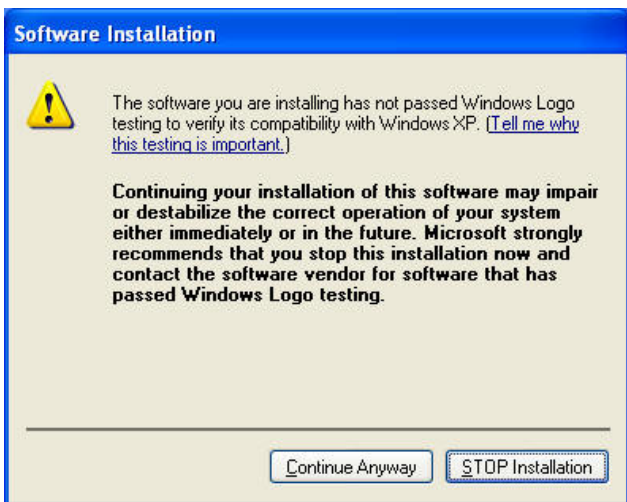 Software Installation
The software you are installing has not passed Windows Logo
testing to verify its compatibility with Windows XP. (Tell me why
this testing is important.)
Continuing your installation of this software may impair
or destabilize the correct operation of your system
either immediately or in the future. Microsoft strongly
recommends that you stop this installation now and
contact the software vendor for software that has
passed Windows Logo testing.
Continue Anyway
STOP Installation